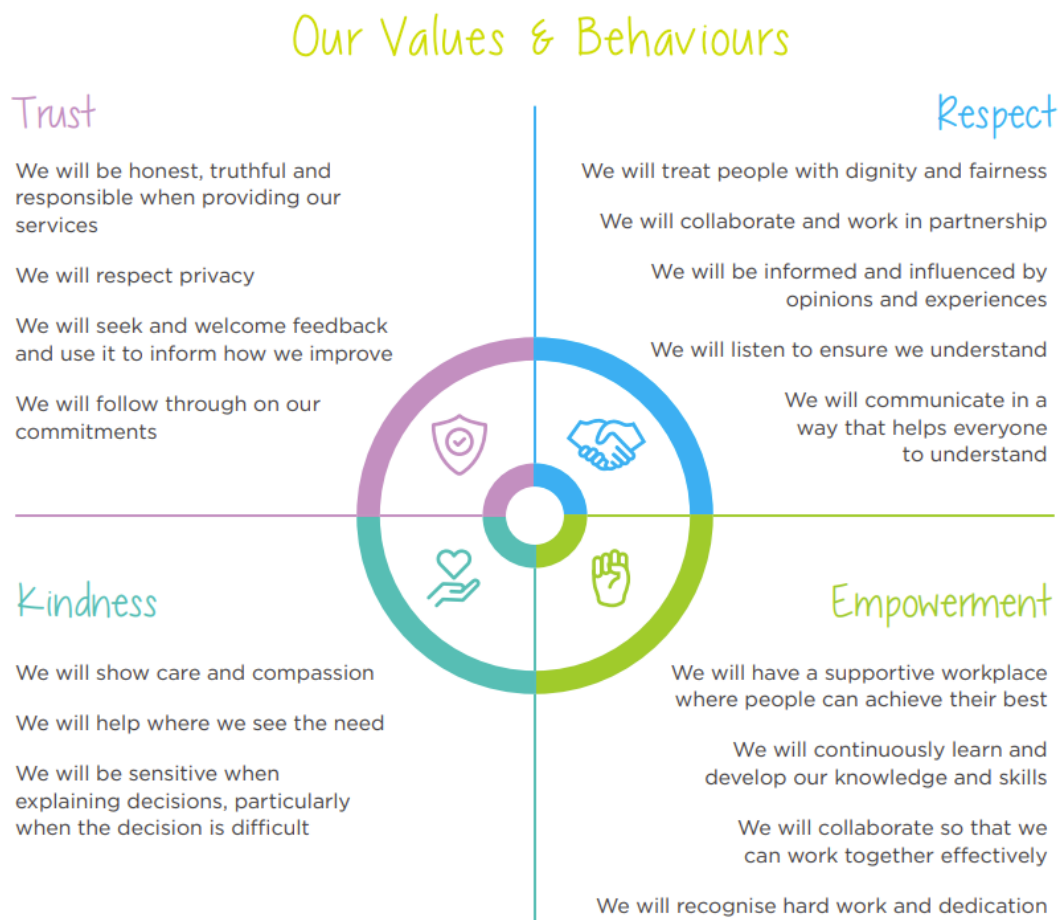 Our Values & Behaviours
Trust
We will be honest, truthful and
responsible when providing our
services
We will respect privacy
We will seek and welcome feedback
and use it to inform how we improve
We will follow through on our
commitments
Respect
We will treat people with dignity and fairness
We will collaborate and work in partnership
We will be informed and influenced by
opinions and experiences
We will listen to ensure we understand
We will communicate in a
way that helps everyone
to understand
Kindness
We will show care and compassion
We will help where we see the need
We will be sensitive when
explaining decisions, particularly
when the decision is difficult
Empowerment
We will have a supportive workplace
where people can achieve their best
We will continuously learn and
develop our knowledge and skills
We will collaborate so that we
can work together effectively
We will recognise hard work and dedication